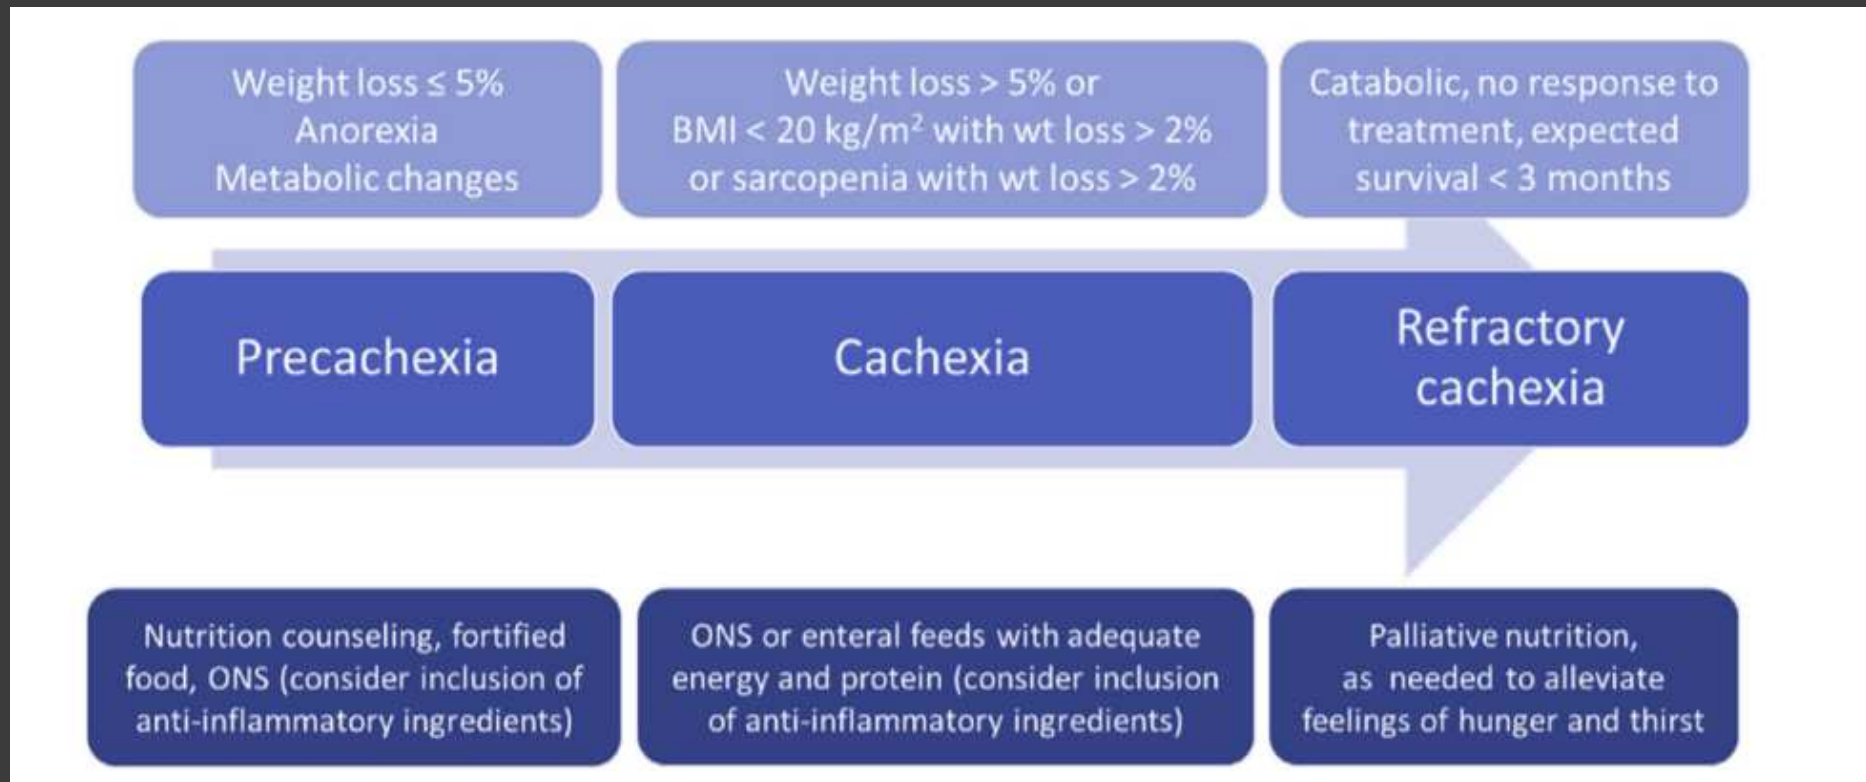 Weight loss ≤ 5%
Anorexia
Metabolic changes
Weight loss > 5% or
BMI < 20 kg/m² with wt loss > 2%
or sarcopenia with wt loss > 2%
Catabolic, no response to
treatment, expected
survival < 3 months
Precachexia
Cachexia
Refractory
cachexia
Nutrition counseling, fortified
food, ONS (consider inclusion of
anti-inflammatory ingredients)
ONS or enteral feeds with adequate
energy and protein (consider inclusion
of anti-inflammatory ingredients)
Palliative nutrition,
as needed to alleviate
feelings of hunger and thirst